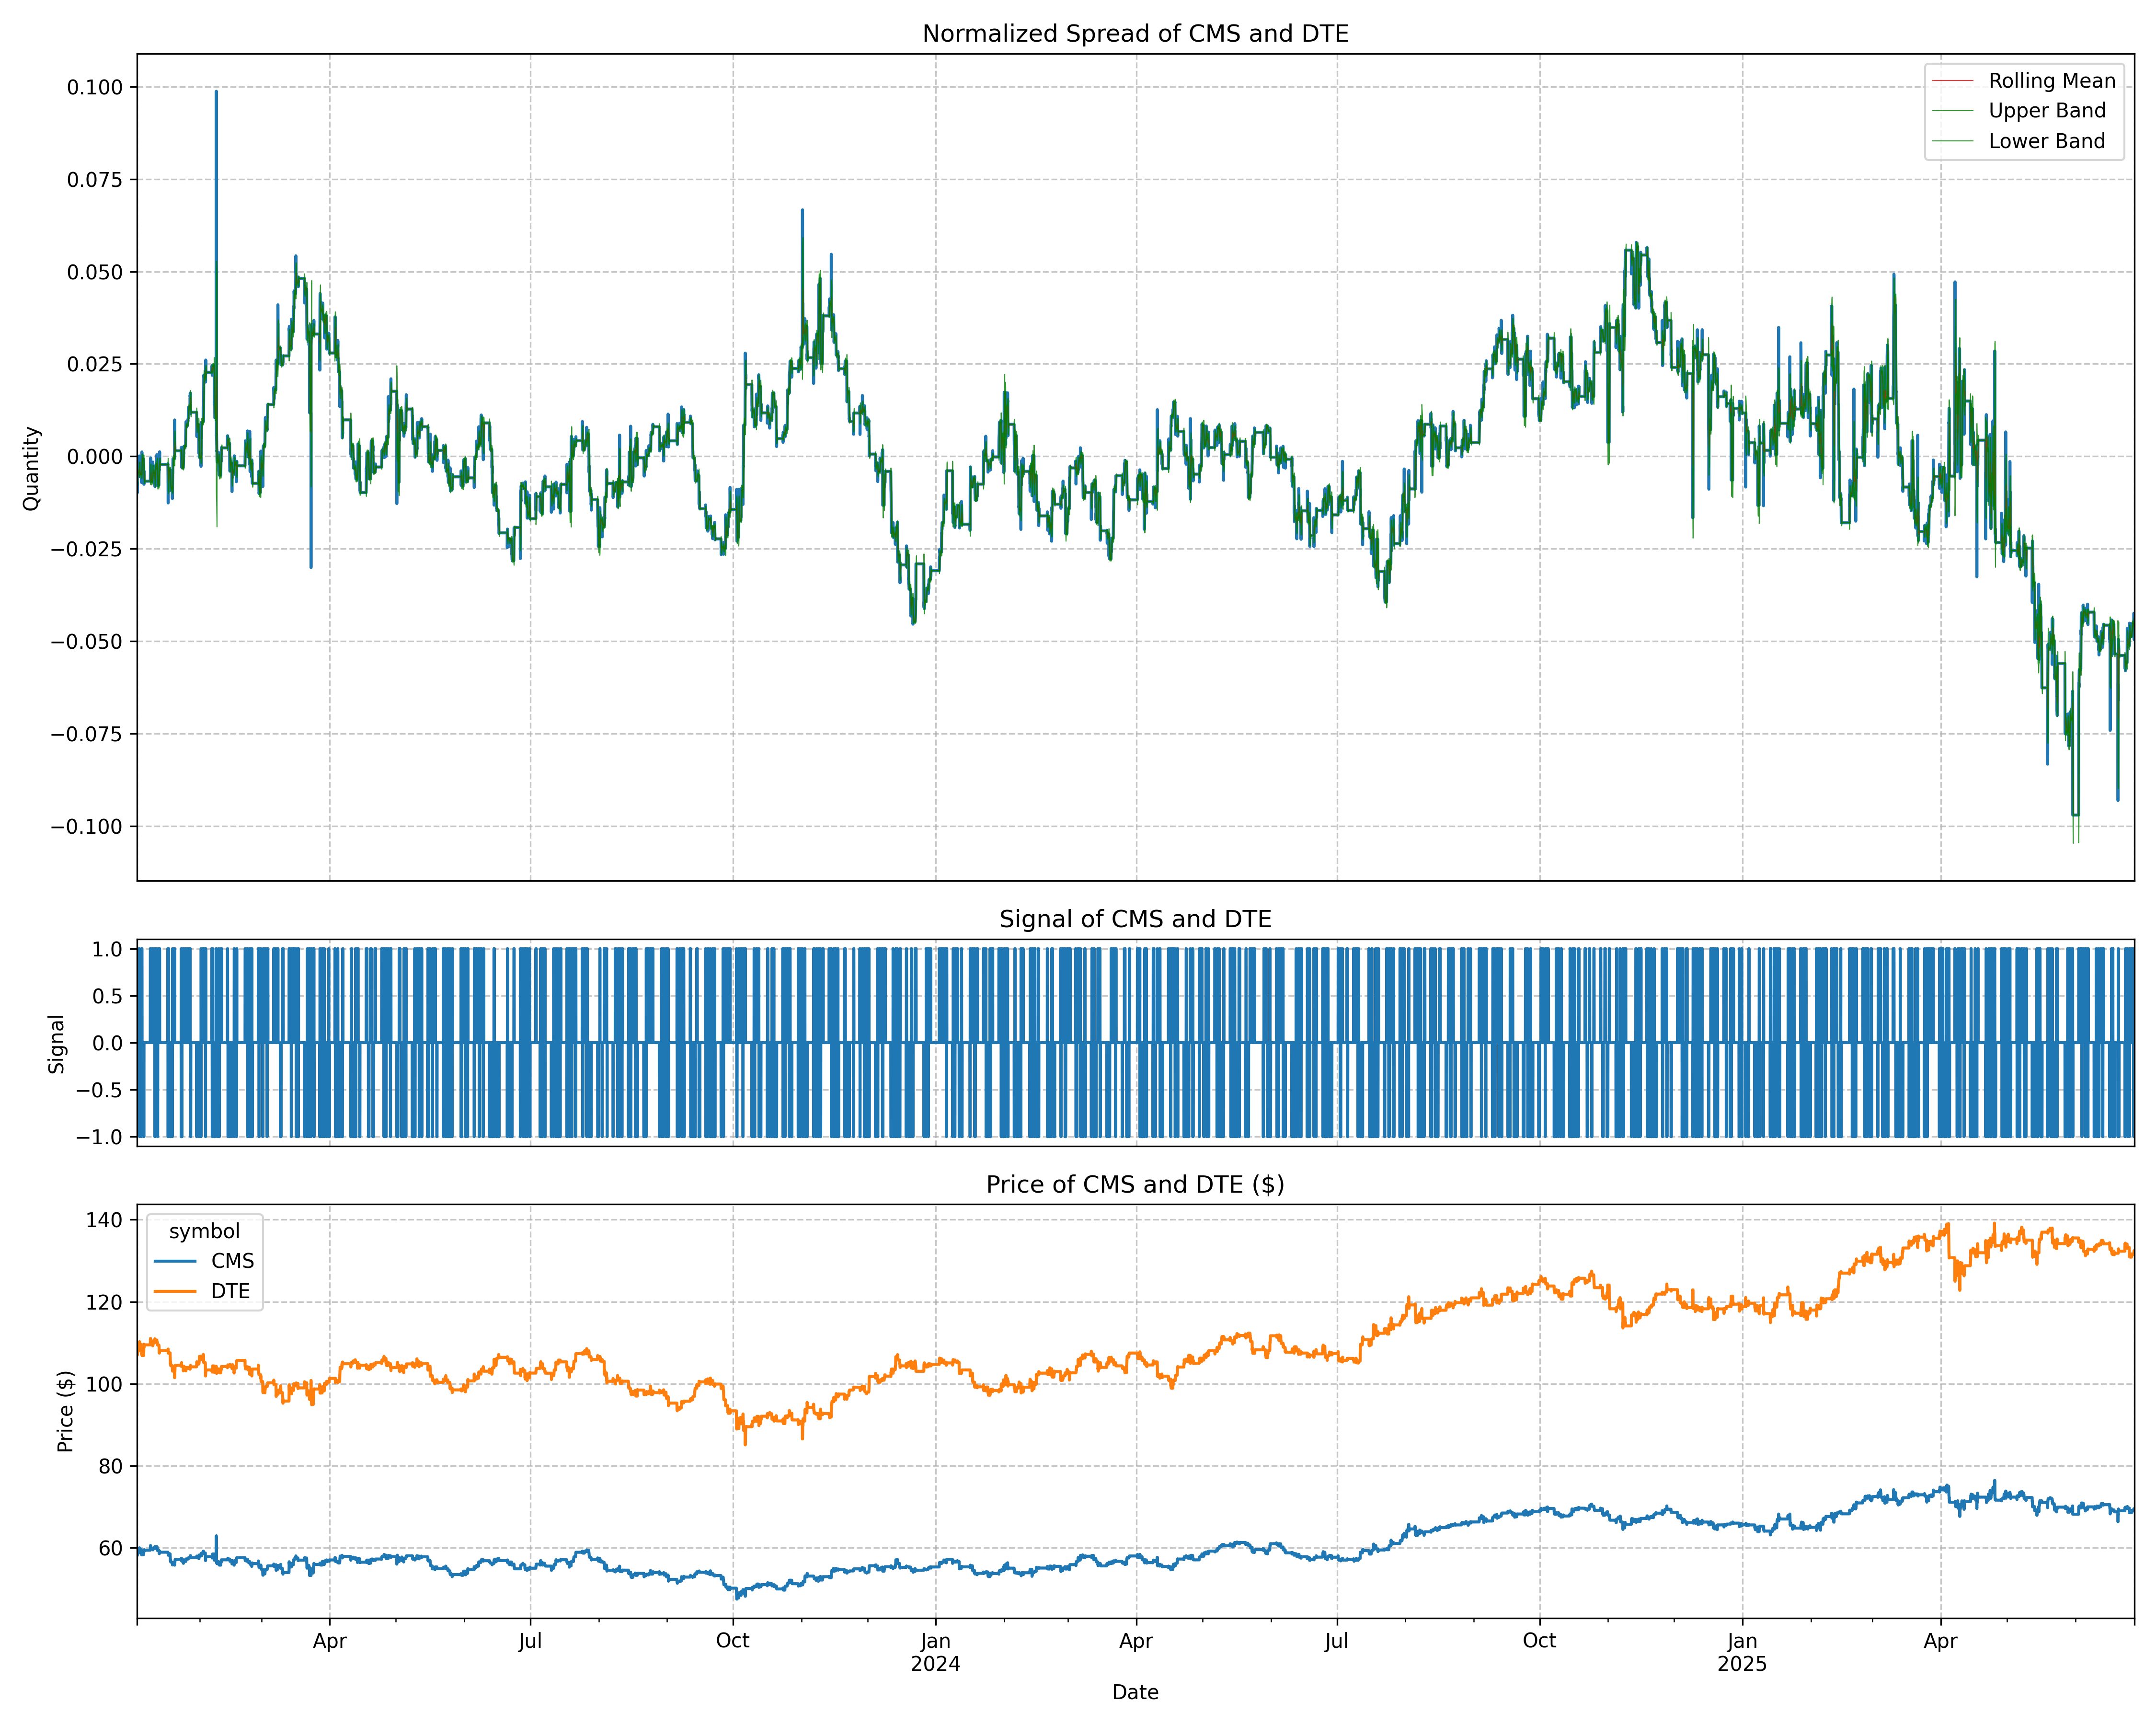 Normalized Spread of CMS and DTE
Quantity
0.100
0.075
0.050
0.025
0.000
−0.025
−0.050
−0.075
−0.100
Rolling Mean
Upper Band
Lower Band
Signal of CMS and DTE
Signal
1.0
0.5
0.0
−0.5
−1.0
Price of CMS and DTE ($)
Price ($)
140
120
100
80
60
symbol
CMS
DTE
Apr Jul Oct Jan Apr Jul Oct Jan Apr
2024 2025
Date